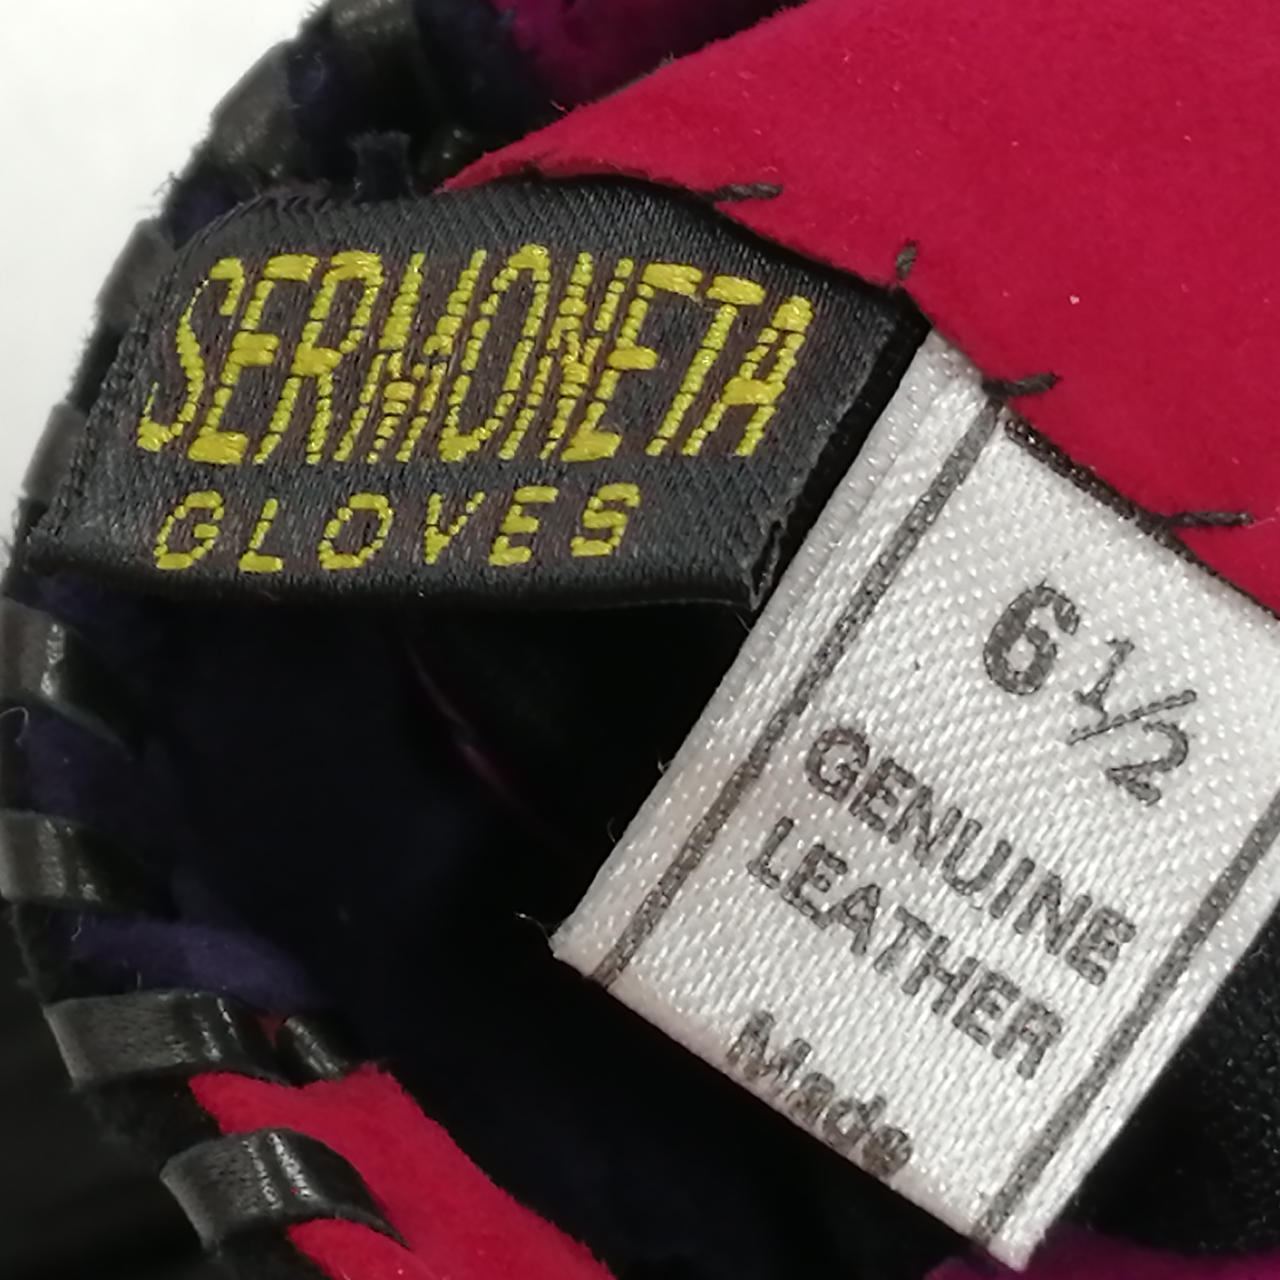 SERMONETA
GLOVES
6 1/2
GENUINE
LEATHER
Made